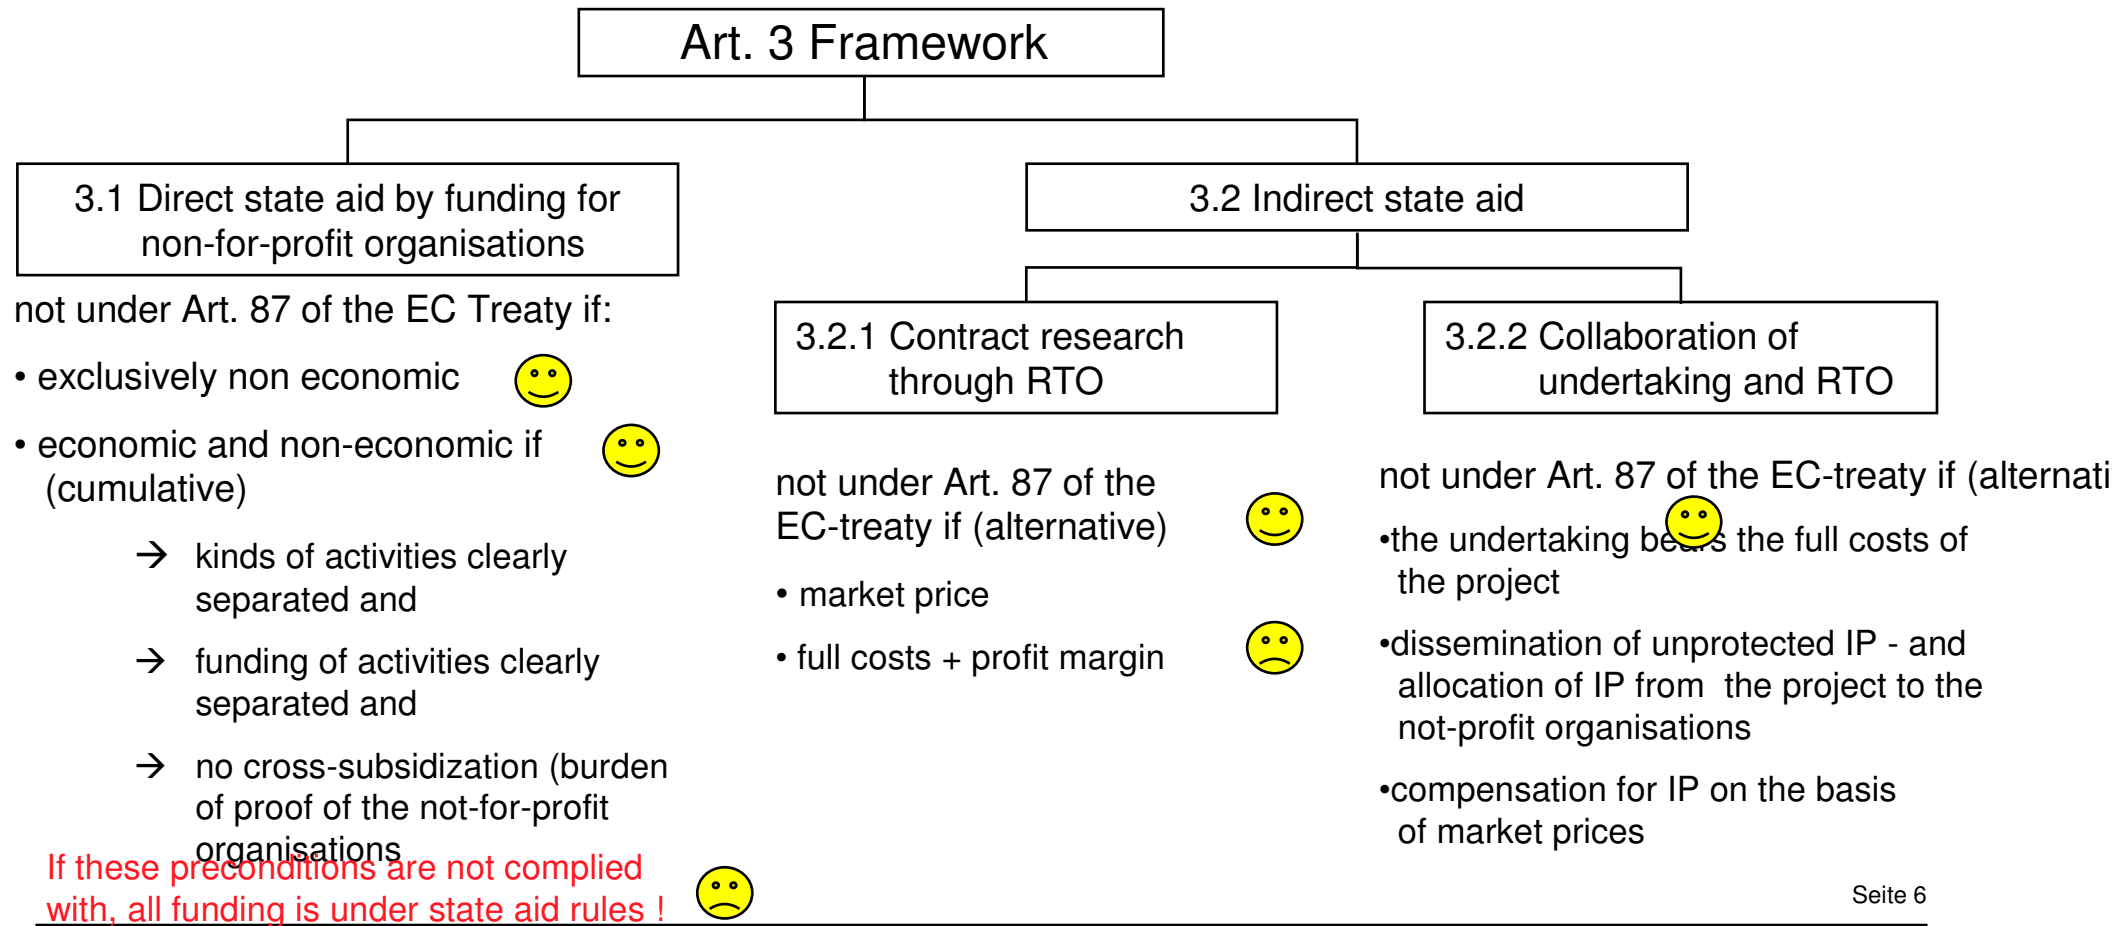 Art. 3 Framework
3.1 Direct state aid by funding for
non-for-profit organisations
3.2 Indirect state aid
not under Art. 87 of the EC Treaty if:
• exclusively non economic
• economic and non-economic if
(cumulative)
→ kinds of activities clearly
separated and
→ funding of activities clearly
separated and
→ no cross-subsidization (burden
of proof of the not-for-profit
organisations
If these preconditions are not complied
with, all funding is under state aid rules !
3.2.1 Contract research
through RTO
not under Art. 87 of the
EC-treaty if (alternative)
• market price
• full costs + profit margin
3.2.2 Collaboration of
undertaking and RTO
not under Art. 87 of the EC-treaty if (alternati
•the undertaking bears the full costs of
the project
•dissemination of unprotected IP - and
allocation of IP from the project to the
not-profit organisations
•compensation for IP on the basis
of market prices
Seite 6